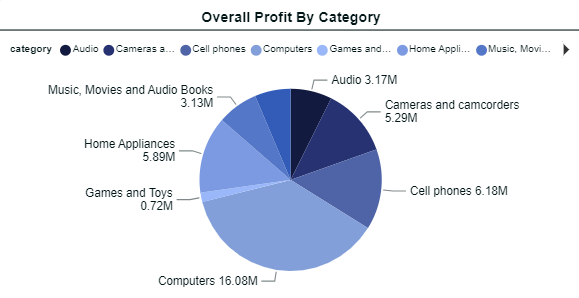 Overall Profit By Category
category Audio Cameras a... Cell phones Computers Games and... Home Appli... Music, Movi...
Audio 3.17M
Music, Movies and Audio Books
3.13M
Cameras and camcorders
5.29M
Home Appliances
5.89M
Cell phones 6.18M
Games and Toys
0.72M
Computers 16.08M